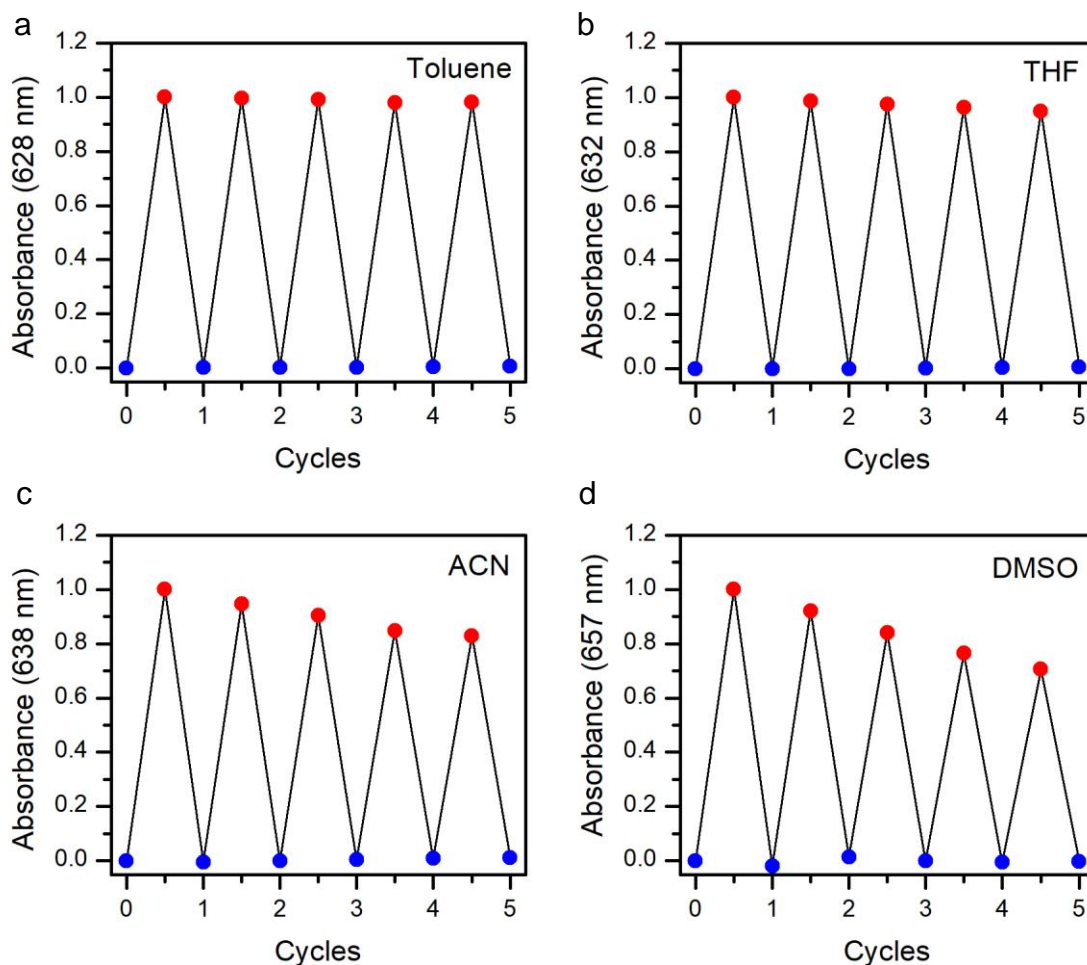 a
1.2
1.0
0.8
0.6
0.4
0.2
0.0
Absorbance (628 nm)
Toluene
0 1 2 3 4 5
Cycles
b
1.2
1.0
0.8
0.6
0.4
0.2
0.0
Absorbance (632 nm)
THF
0 1 2 3 4 5
Cycles
c
1.2
1.0
0.8
0.6
0.4
0.2
0.0
Absorbance (638 nm)
ACN
0 1 2 3 4 5
Cycles
d
1.2
1.0
0.8
0.6
0.4
0.2
0.0
Absorbance (657 nm)
DMSO
0 1 2 3 4 5
Cycles